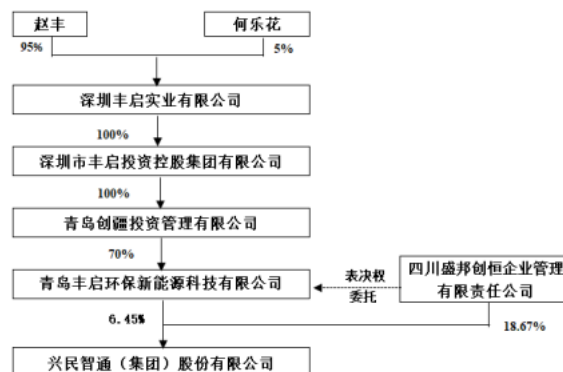 赵丰
何乐花
95%
5%
深圳丰启实业有限公司
100%
深圳市丰启投资控股集团有限公司
100%
青岛创疆投资管理有限公司
70%
青岛丰启环保新能源科技有限公司
表决权
委托
四川盛邦创恒企业管理
有限责任公司
6.45%
18.67%
兴民智通（集团）股份有限公司